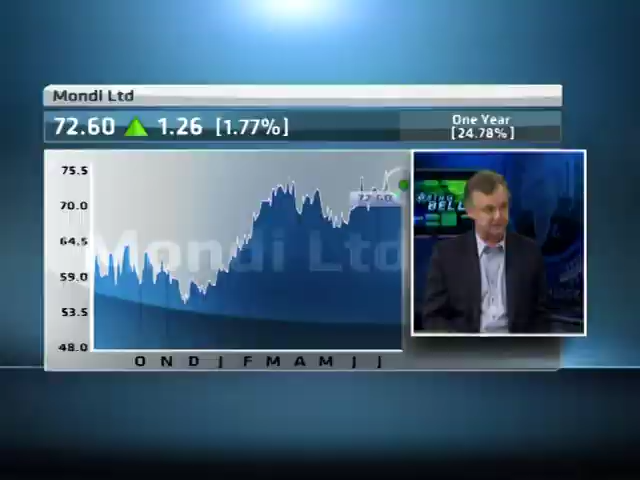 Mondi Ltd
72.60 1.26 [1.77%]
One Year
[24.78%]
75.5
70.0
64.5
59.0
53.5
48.0
72.60
Mondi Ltd
O N D J F M A M J J
BELL